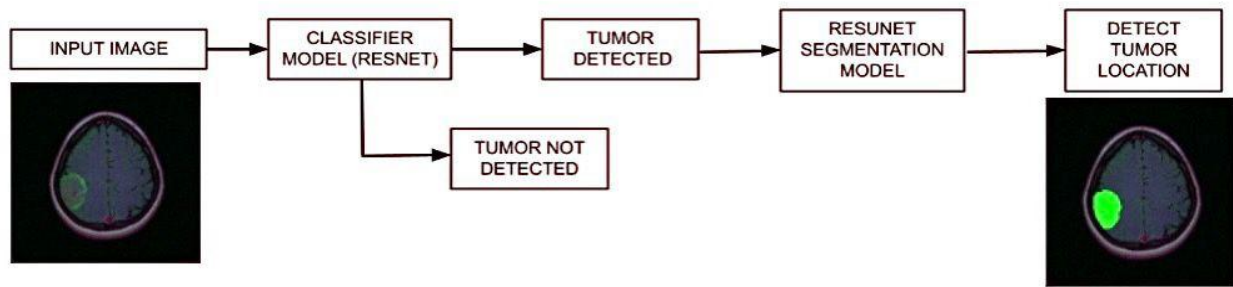 INPUT IMAGE
CLASSIFIER
MODEL (RESNET)
TUMOR
DETECTED
RESUNET
SEGMENTATION
MODEL
DETECT
TUMOR
LOCATION
TUMOR NOT
DETECTED